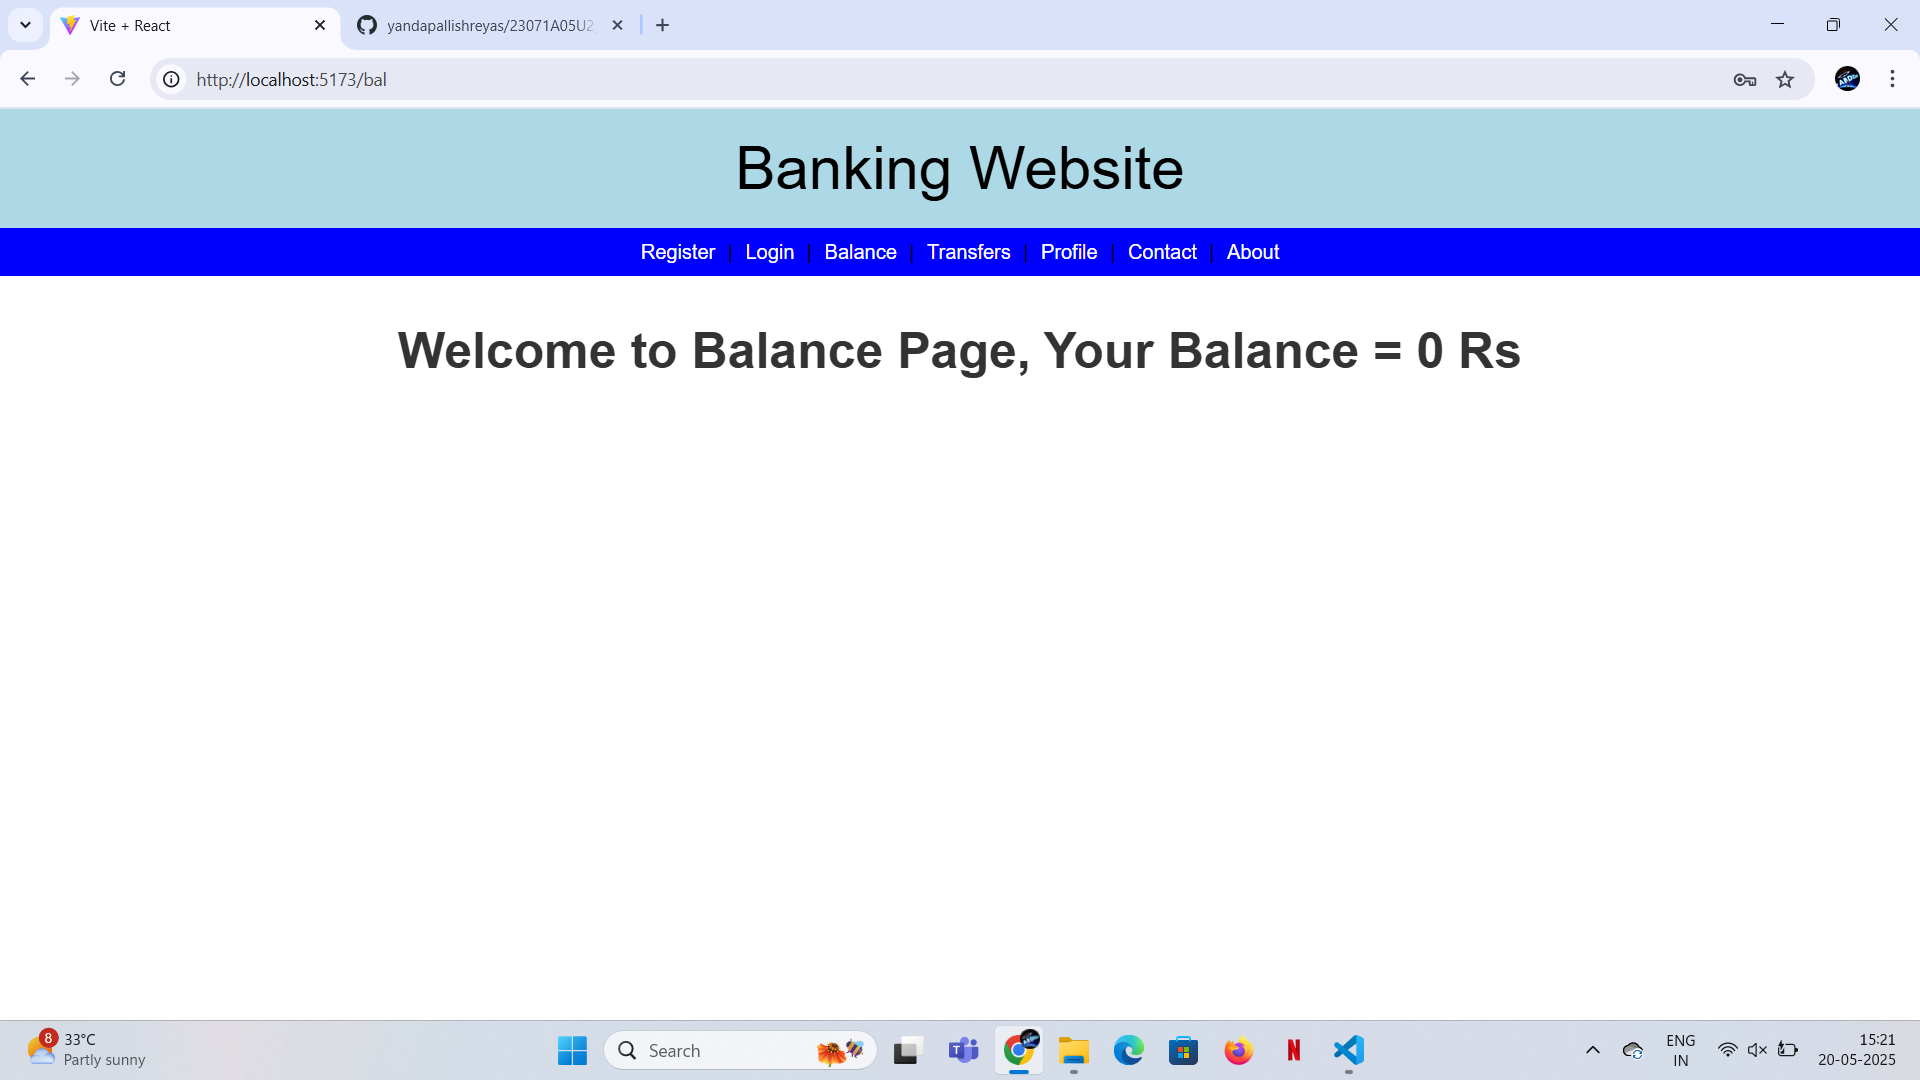 Vite + React
yandapallishreyas/23071A05U2
http://localhost:5173/bal
Banking Website
Register | Login | Balance | Transfers | Profile | Contact | About
Welcome to Balance Page, Your Balance = 0 Rs
8
33°C
Partly sunny
Search
ENG
IN
15:21
20-05-2025